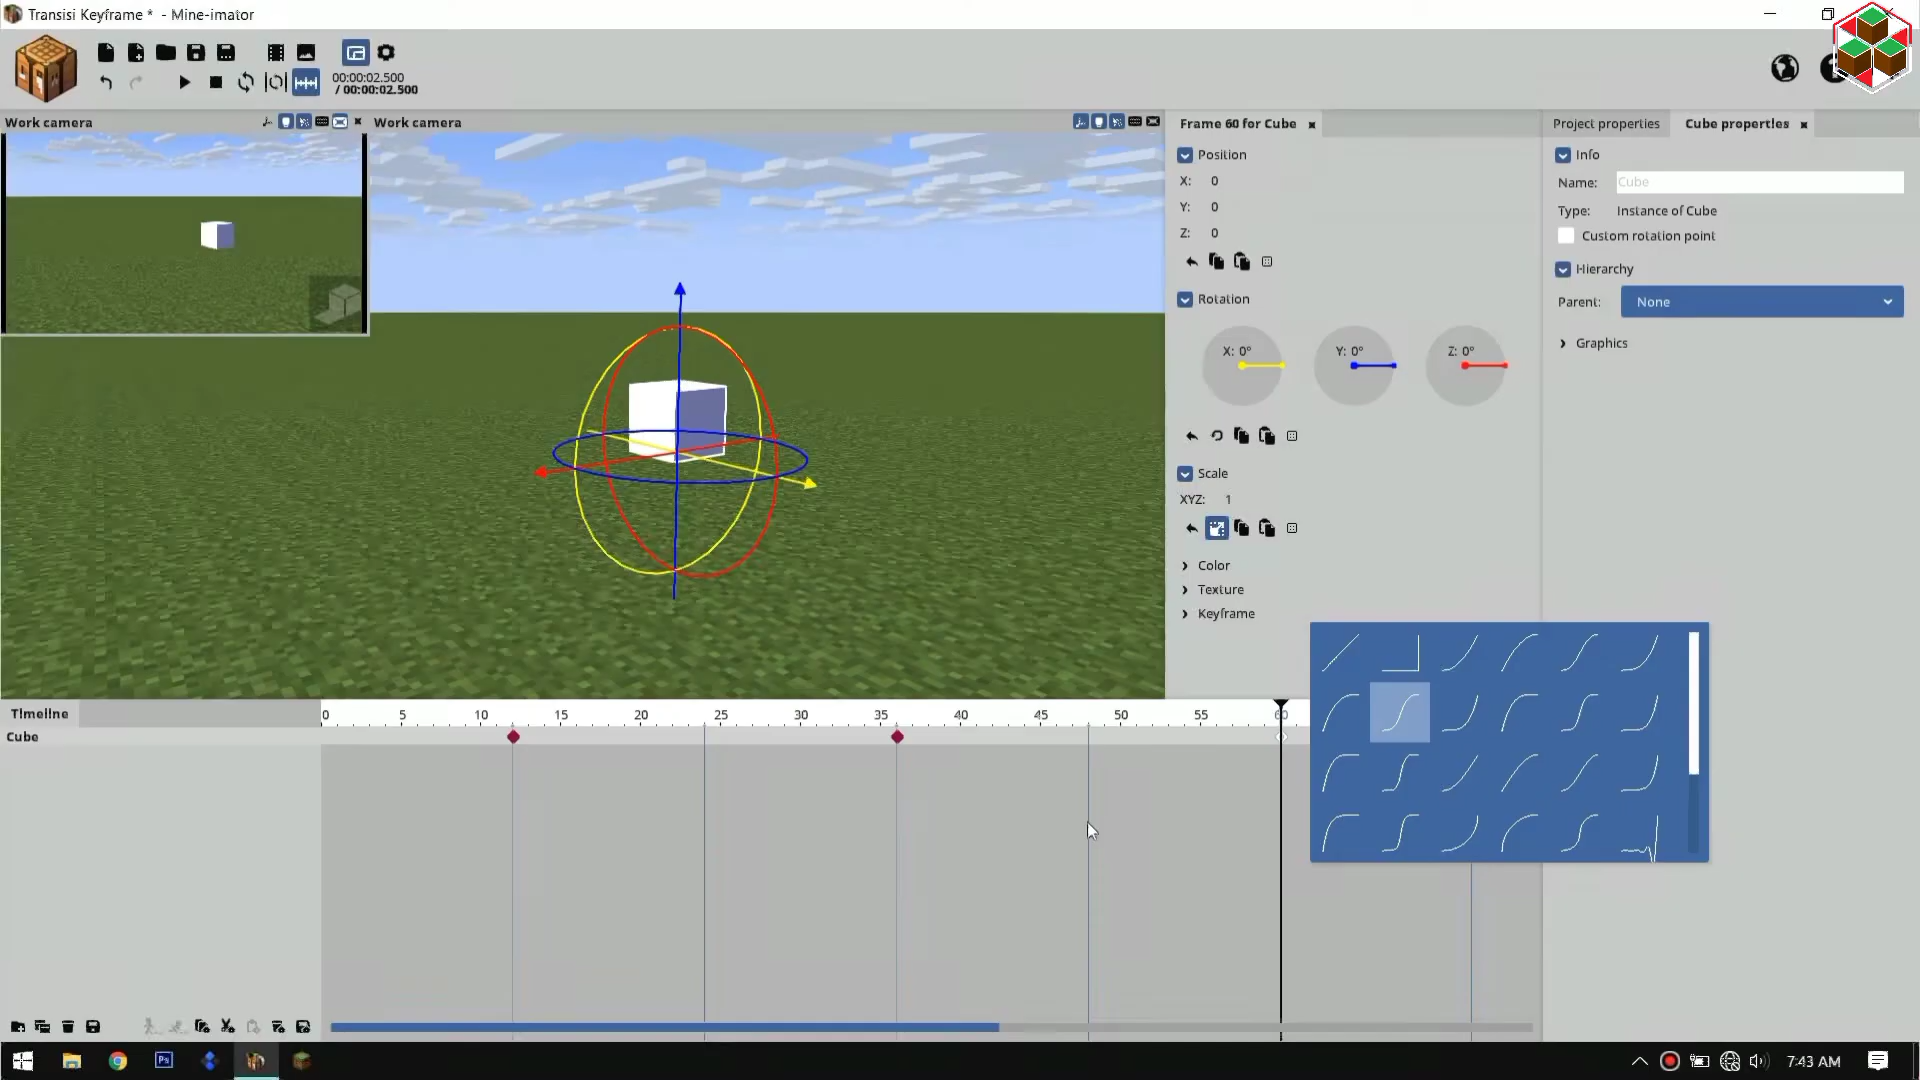 Transisi Keyframe * - Mine-imator
00:00:02.500
/ 00:00:02.500
Work camera
Work camera
Frame 60 for Cube
Project properties
Cube properties
Position
X: 0
Y: 0
Z: 0
Rotation
X: 0°
Y: 0°
Z: 0°
Scale
XYZ: 1
Color
Texture
Keyframe
Info
Name: Cube
Type: Instance of Cube
Custom rotation point
Hierarchy
Parent: None
Graphics
Timeline
0 5 10 15 20 25 30 35 40 45 50 55 60
Cube
Ps
7:43 AM